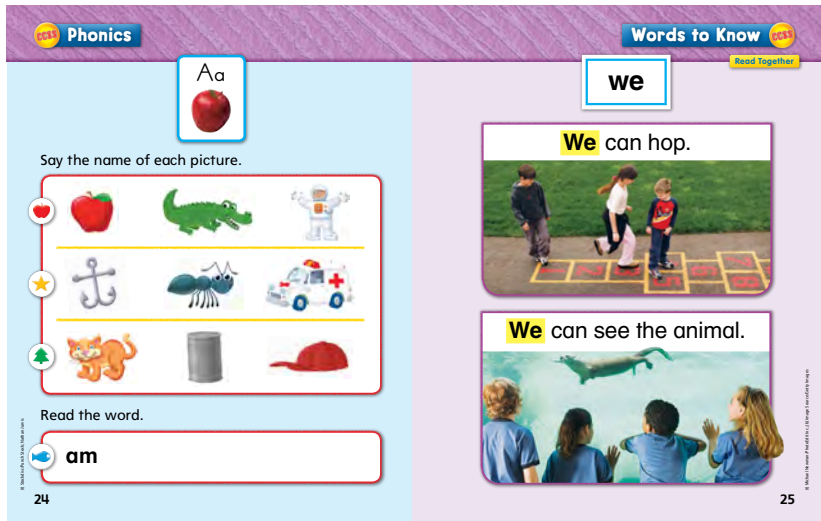 CCSS Phonics
Aa
Say the name of each picture.
Read the word.
am
24
Words to Know CCSS
Read Together
we
We can hop.
We can see the animal.
25